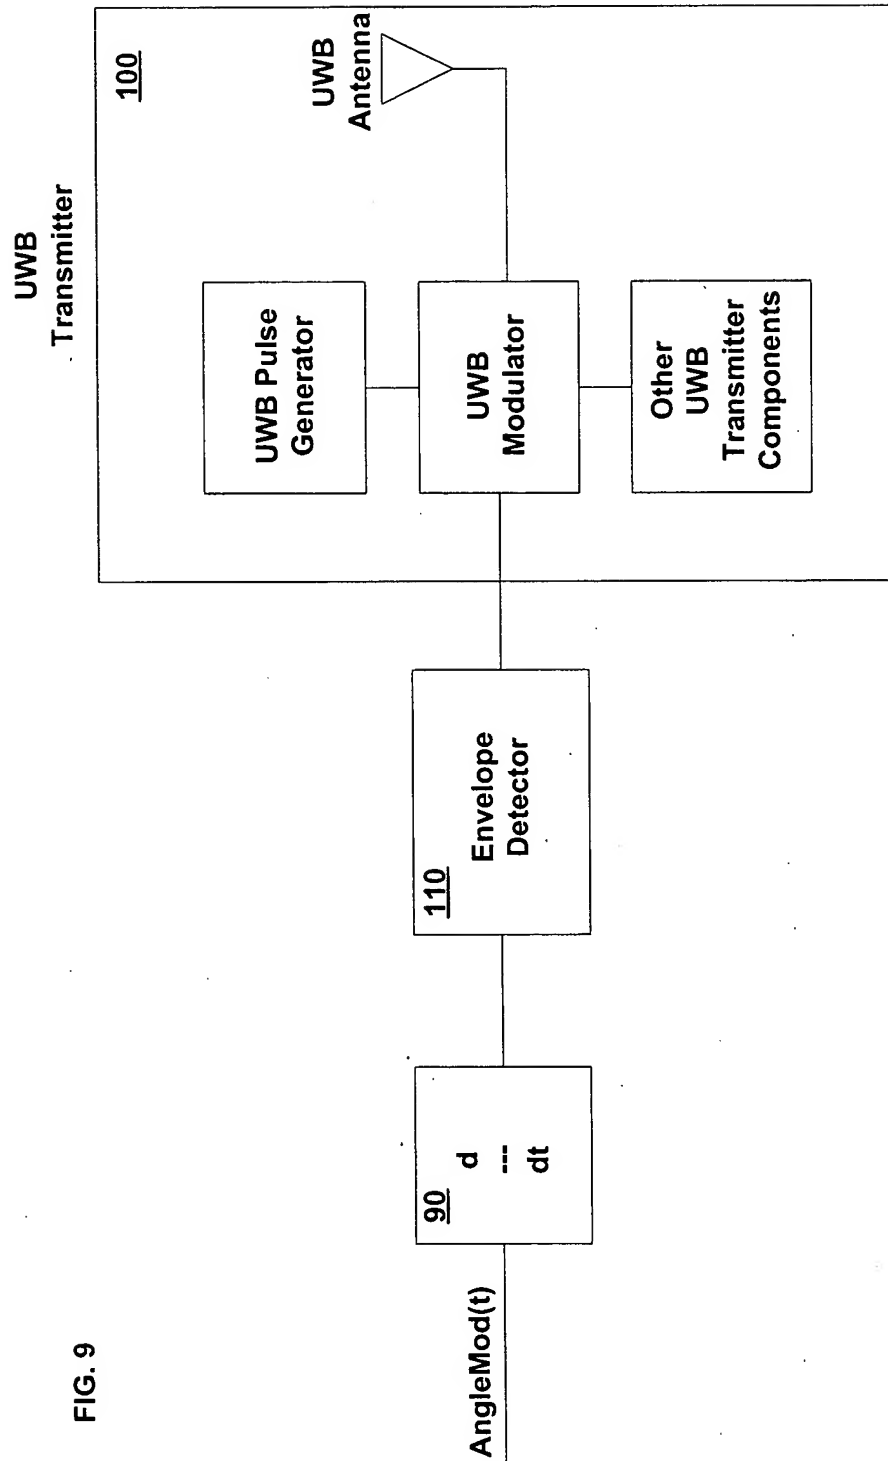 FIG. 9
AngleMod(t)
90
d
---
dt
110
Envelope
Detector
UWB
Transmitter
100
UWB Pulse
Generator
UWB
Modulator
Other
UWB
Transmitter
Components
UWB
Antenna